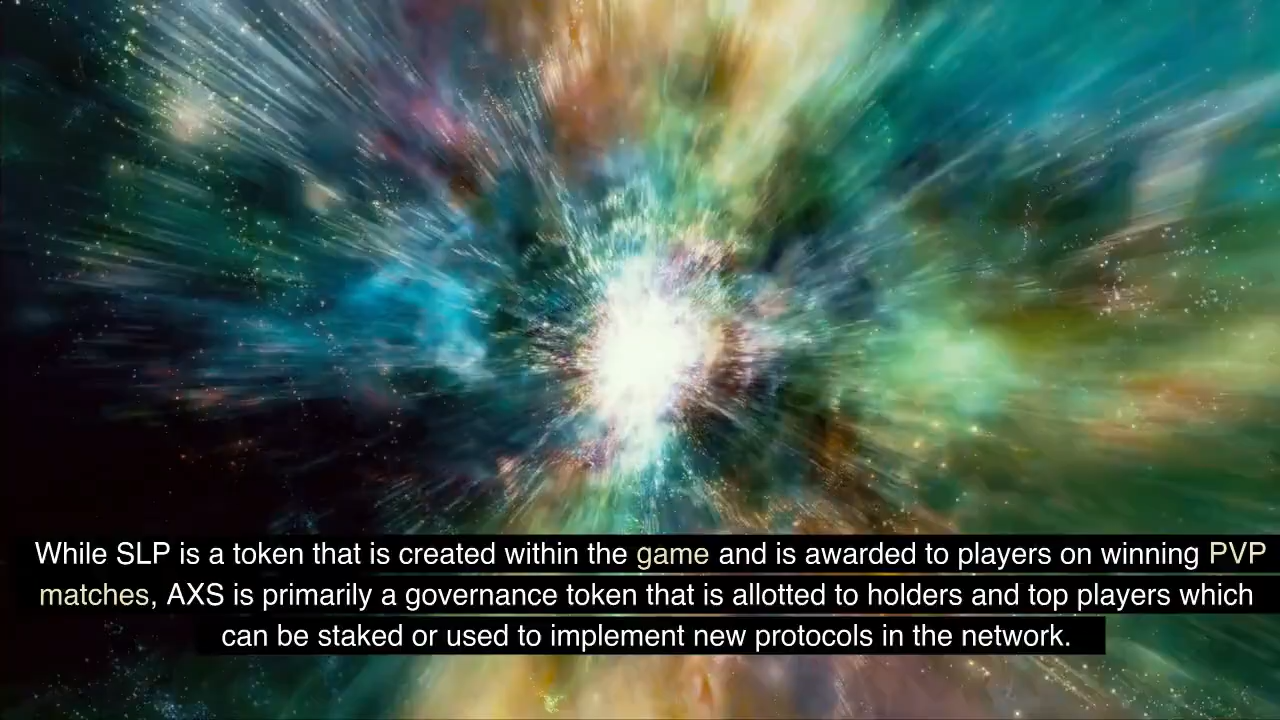 While SLP is a token that is created within the game and is awarded to players on winning PVP
matches, AXS is primarily a governance token that is allotted to holders and top players which
can be staked or used to implement new protocols in the network.